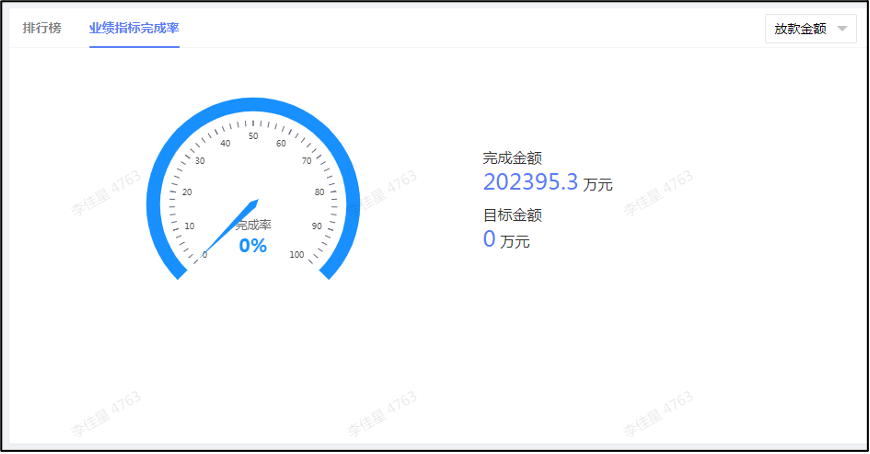 排行榜 业绩指标完成率 放款金额
50
40 60
30 70
20 80
10 90
0 100
完成率
0%
完成金额
202395.3 万元
目标金额
0 万元
李佳星 4763
李佳星 4763
李佳星 4763
李佳星 4763
李佳星 4763
李佳星 4763